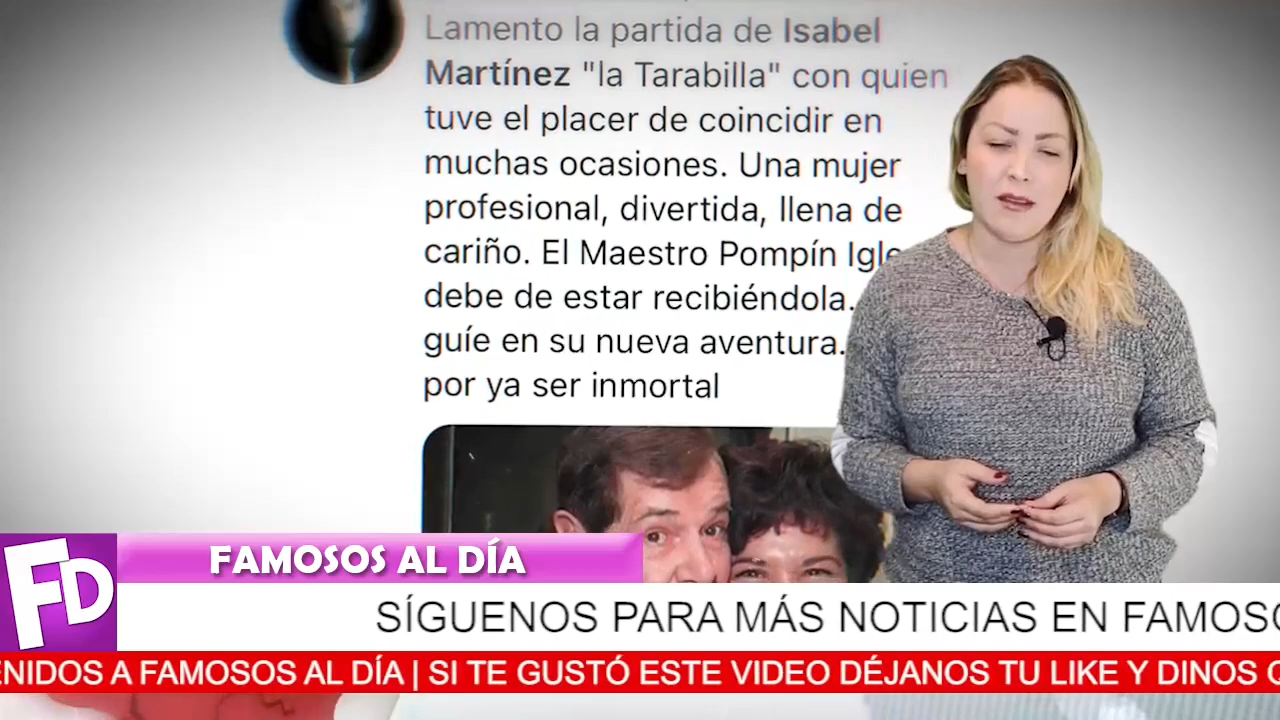 Lamento la partida de Isabel
Martínez "la Tarabilla" con quien
tuve el placer de coincidir en
muchas ocasiones. Una mujer
profesional, divertida, llena de
cariño. El Maestro Pompín
debe de estar recibiéndola.
guíe en su nueva aventura.
por ya ser inmortal
FD
FAMOSOS AL DÍA
SÍGUENOS PARA MÁS NOTICIAS EN
A FAMOSOS AL DÍA | SI TE GUSTÓ ESTE VIDEO DÉJANOS TU LIKE Y DINOS